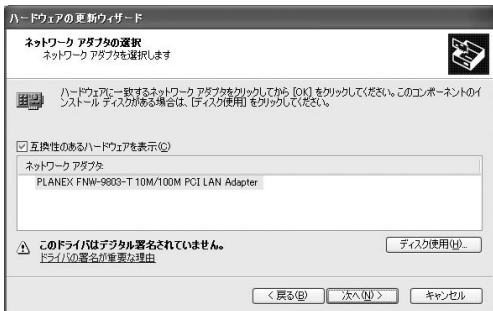 ハードウェアの更新ウィザード
ネットワーク アダプタの選択
ネットワーク アダプタを選択します
ハードウェアに一致するネットワーク アダプタをクリックしてから [OK] をクリックしてください。このコンポーネントのイ
ンストール ディスクがある場合は、[ディスク使用] をクリックしてください。
互換性のあるハードウェアを表示(C)
ネットワーク アダプタ:
PLANEX FNW-9803-T 10M/100M PCI LAN Adapter
このドライバはデジタル署名されていません。
ドライバの署名が重要な理由
ディスク使用(H)...
< 戻る(B)
次へ(N) >
キャンセル